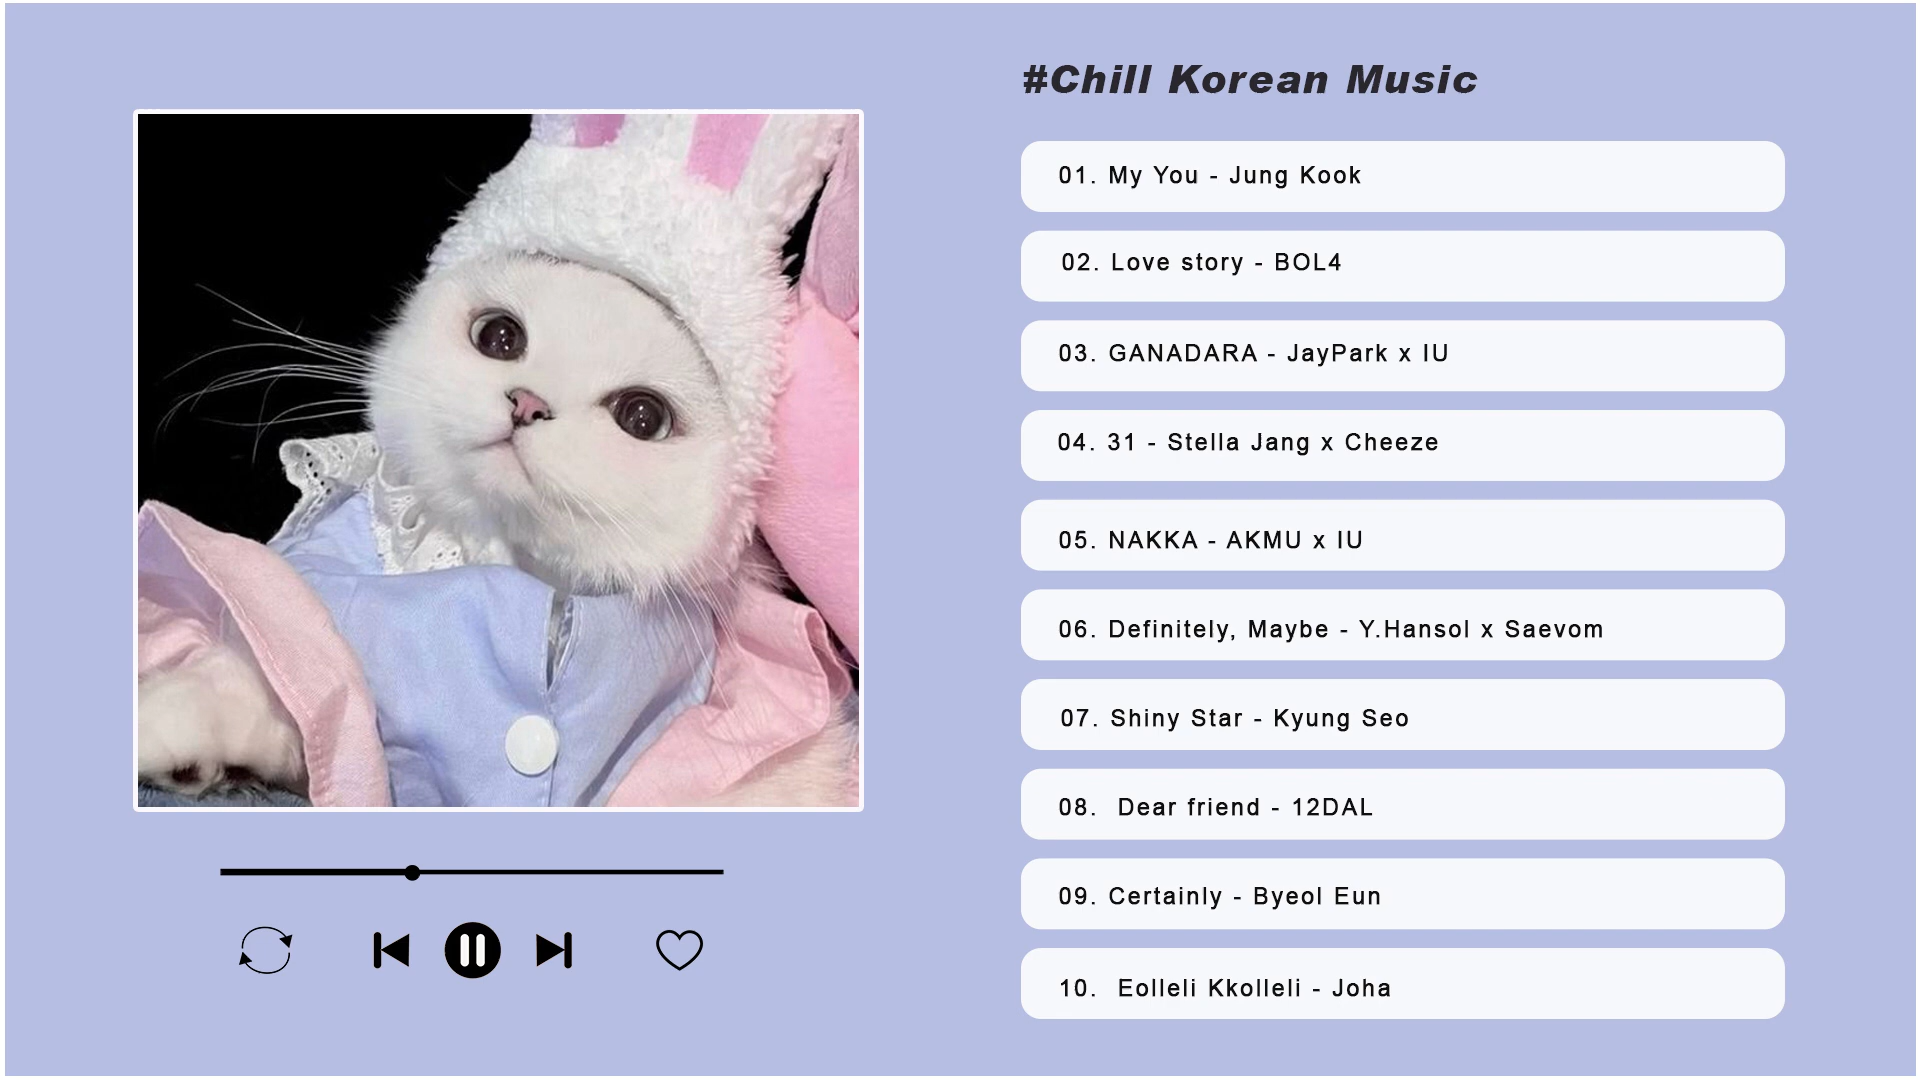 #Chill Korean Music
01. My You - Jung Kook
02. Love story - BOL4
03. GANADARA - JayPark x IU
04. 31 - Stella Jang x Cheeze
05. NAKKA - AKMU x IU
06. Definitely, Maybe - Y.Hansol x Saevom
07. Shiny Star - Kyung Seo
08. Dear friend - 12DAL
09. Certainly - Byeol Eun
10. Eolleli Kkolleli - Joha